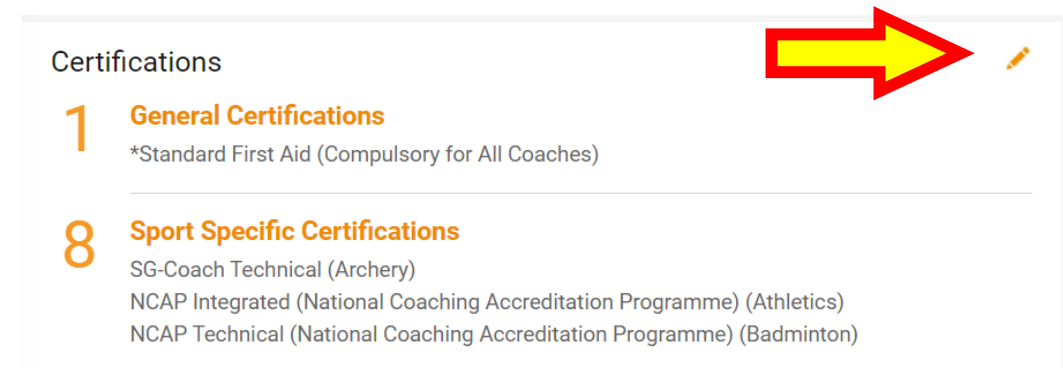 Certifications
1
General Certifications
*Standard First Aid (Compulsory for All Coaches)
8
Sport Specific Certifications
SG-Coach Technical (Archery)
NCAP Integrated (National Coaching Accreditation Programme) (Athletics)
NCAP Technical (National Coaching Accreditation Programme) (Badminton)